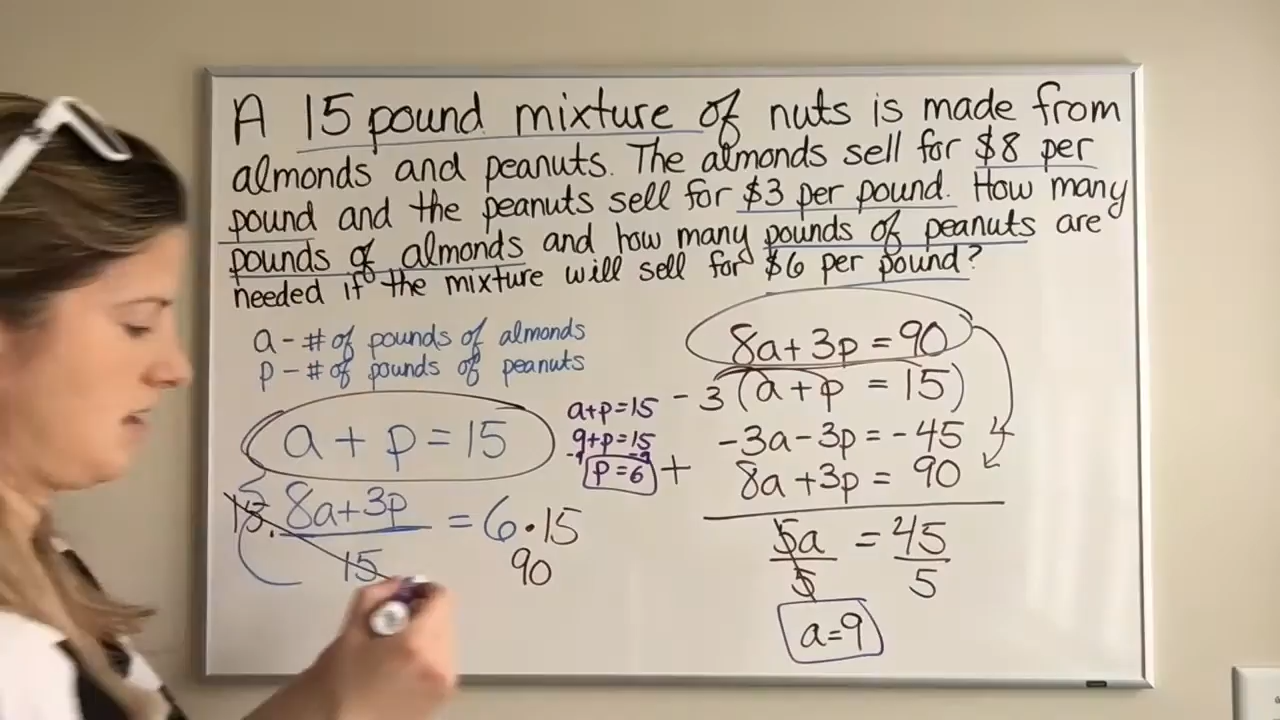 A 15 pound mixture of nuts is made from
almonds and peanuts. The almonds sell for $8 per
pound and the peanuts sell for $3 per pound. How many
pounds of almonds and how many pounds of peanuts are
needed if the mixture will sell for $6 per pound?
a - # of pounds of almonds
p - # of pounds of peanuts
a + p = 15
15 · 8a+3p = 6 · 15
15
90
a+p=15
9+p=15
-9 -9
p=6
8a+3p = 90
-3(a+p = 15)
-3a-3p = -45
+ 8a+3p = 90
5a = 45
5 5
a=9